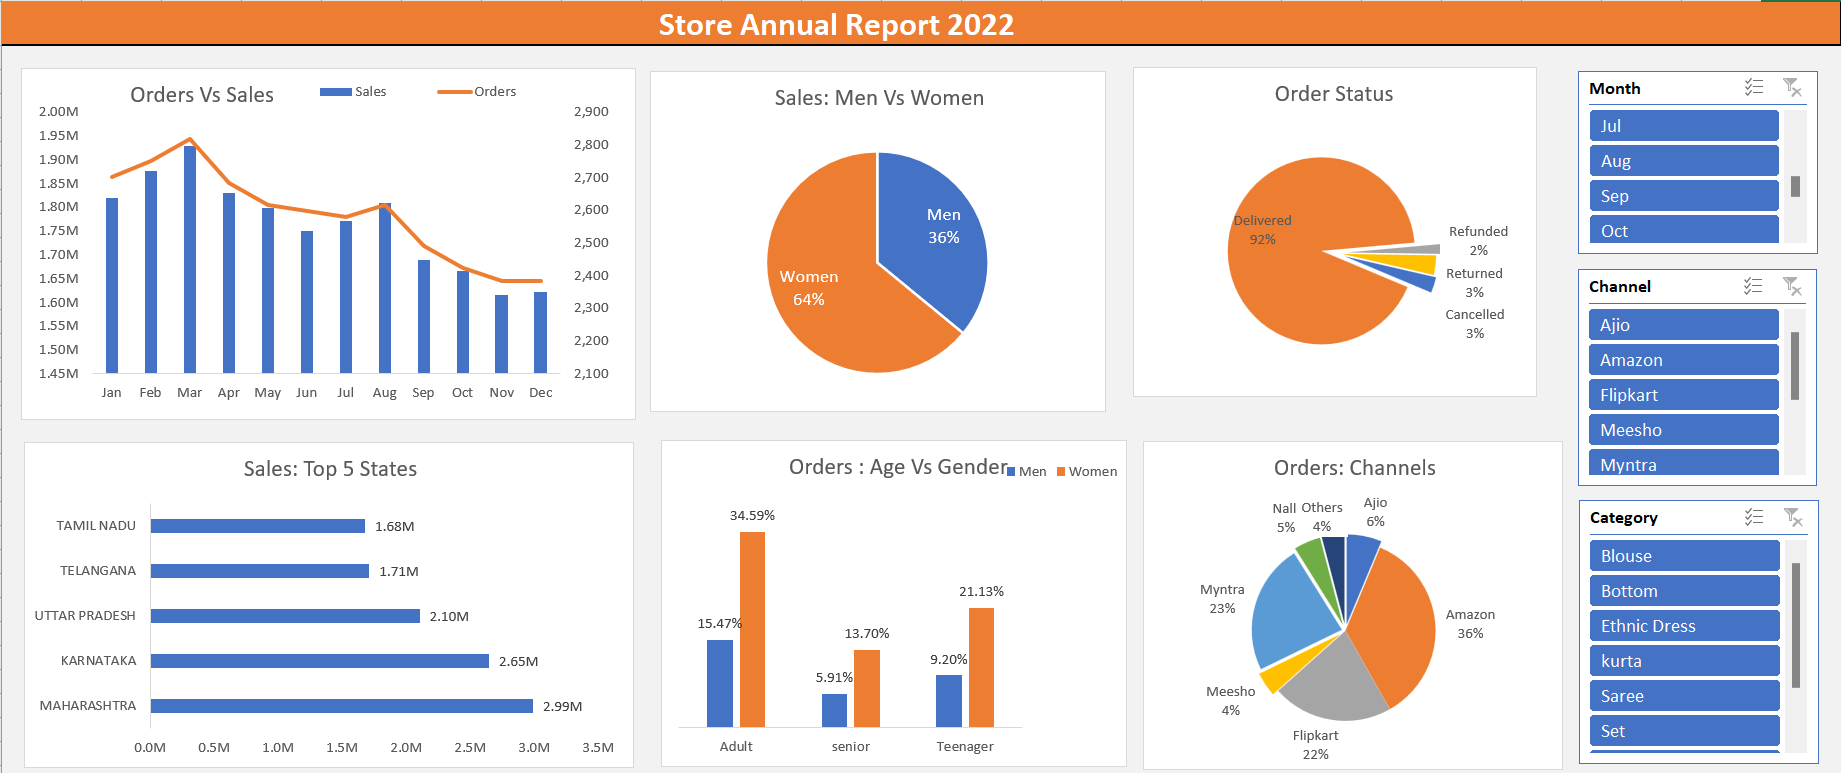 Store Annual Report 2022
Orders Vs Sales
Sales
Orders
2.00M
1.95M
1.90M
1.85M
1.80M
1.75M
1.70M
1.65M
1.60M
1.55M
1.50M
1.45M
2,900
2,800
2,700
2,600
2,500
2,400
2,300
2,200
2,100
Jan Feb Mar Apr May Jun Jul Aug Sep Oct Nov Dec
Sales: Men Vs Women
Men
36%
Women
64%
Order Status
Delivered
92%
Refunded
2%
Returned
3%
Cancelled
3%
Month
Jul
Aug
Sep
Oct
Channel
Ajio
Amazon
Flipkart
Meesho
Myntra
Category
Blouse
Bottom
Ethnic Dress
kurta
Saree
Set
Sales: Top 5 States
TAMIL NADU 1.68M
TELANGANA 1.71M
UTTAR PRADESH 2.10M
KARNATAKA 2.65M
MAHARASHTRA 2.99M
0.0M 0.5M 1.0M 1.5M 2.0M 2.5M 3.0M 3.5M
Orders : Age Vs Gender
Men Women
34.59%
15.47%
13.70%
5.91%
21.13%
9.20%
Adult senior Teenager
Orders: Channels
Nall
5%
Others
4%
Ajio
6%
Myntra
23%
Amazon
36%
Meesho
4%
Flipkart
22%